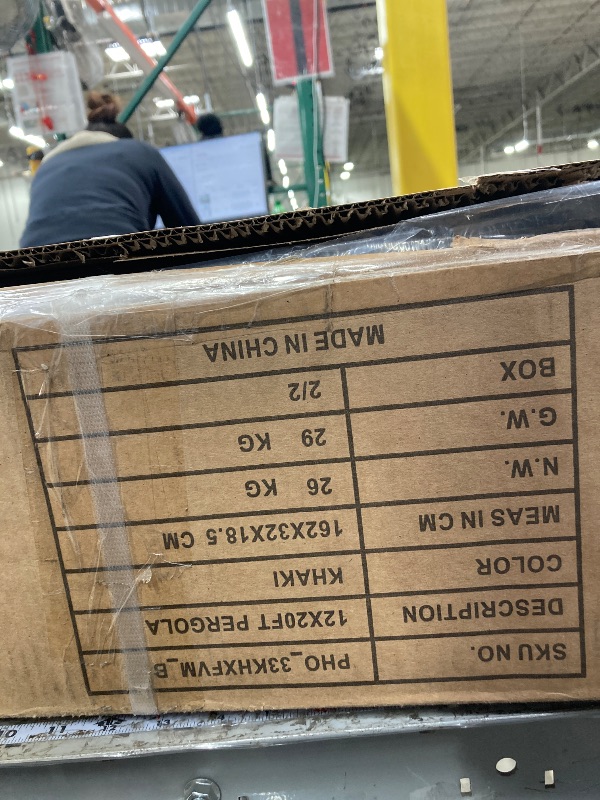 SKU NO. PHO_33KHXFVM_B
DESCRIPTION 12X20FT PERGOLA
COLOR KHAKI
MEAS IN CM 162X32X18.5 CM
N.W. 26 KG
G.W. 29 KG
BOX 2/2
MADE IN CHINA
11